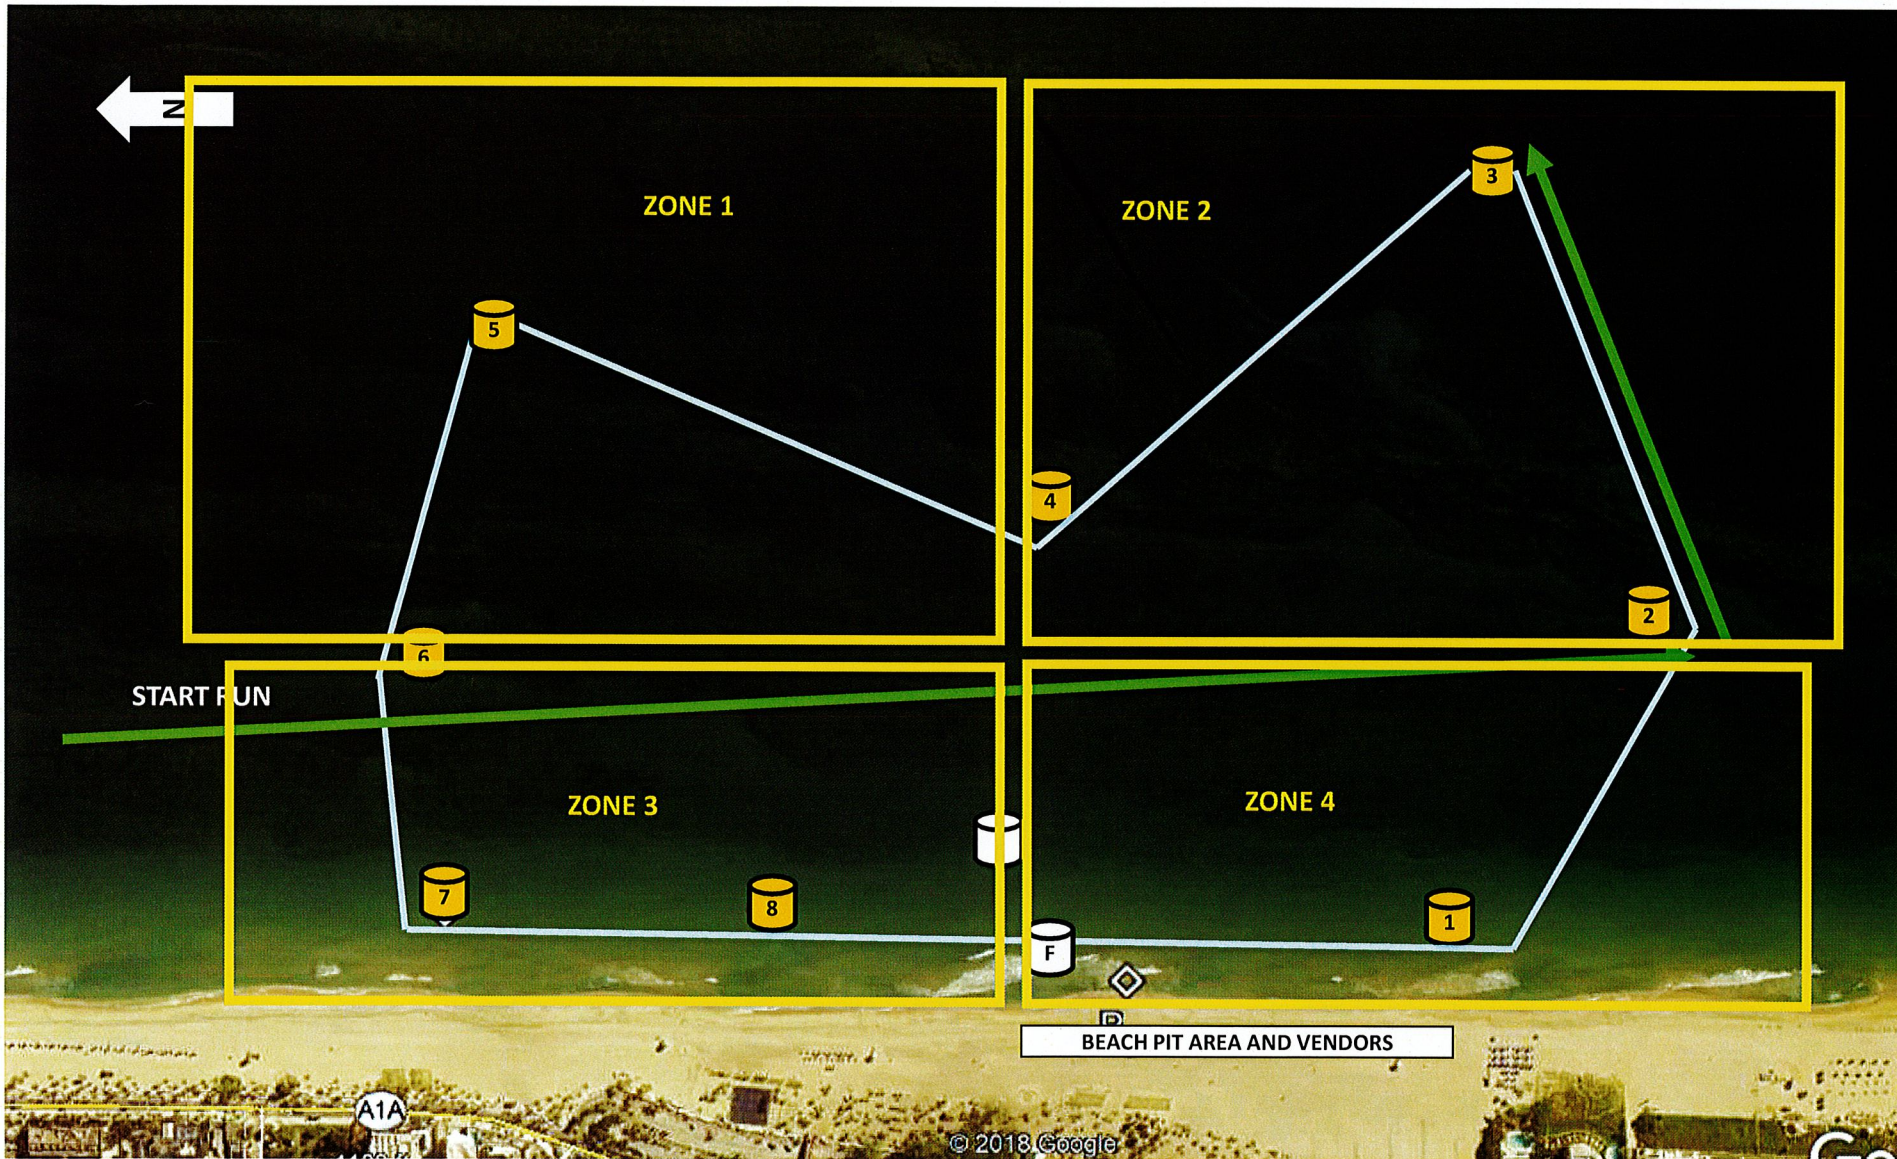 N
ZONE 1
ZONE 2
3
5
4
2
6
START RUN
ZONE 3
ZONE 4
7
8
1
F
BEACH PIT AREA AND VENDORS
A1A
© 2018 Google